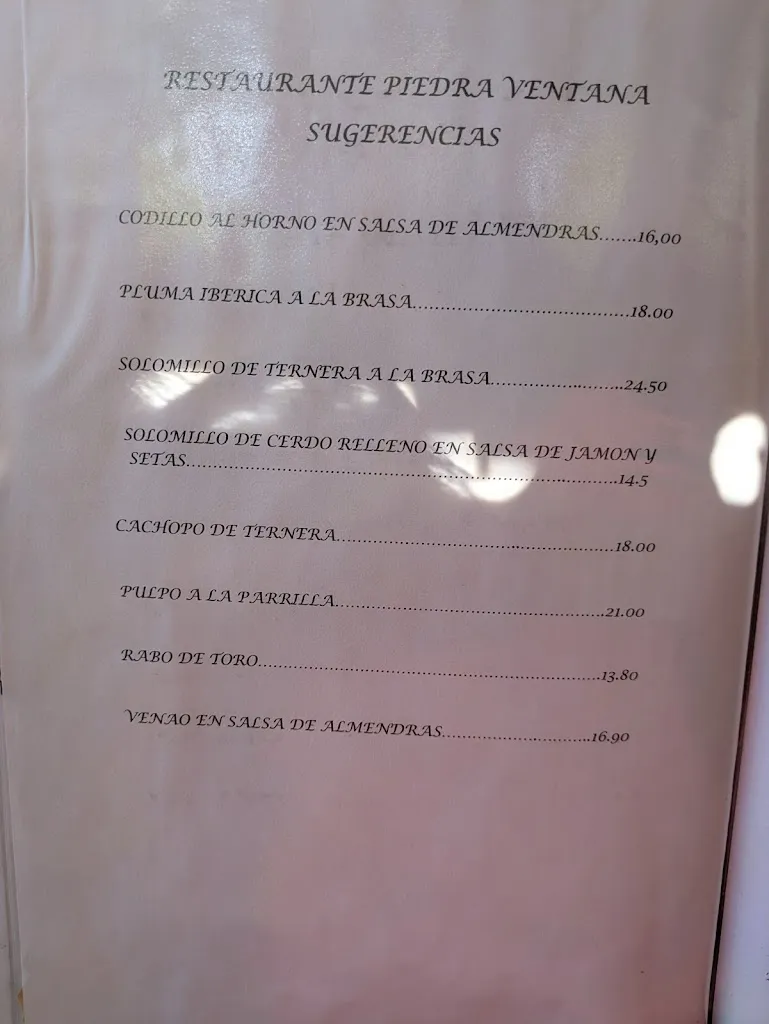 RESTAURANTE PIEDRA VENTANA
SUGERENCIAS
CODILLO AL HORNO EN SALSA DE ALMENDRAS.......16,00
PLUMA IBERICA A LA BRASA.......................................18.00
SOLOMILLO DE TERNERA A LA BRASA........................24.50
SOLOMILLO DE CERDO RELLENO EN SALSA DE JAMON Y
SETAS...............................................................................14.5
CACHOPO DE TERNERA..................................................18.00
PULPO A LA PARRILLA.................................................21.00
RABO DE TORO..............................................................13.80
VENAO EN SALSA DE ALMENDRAS...........................16.90